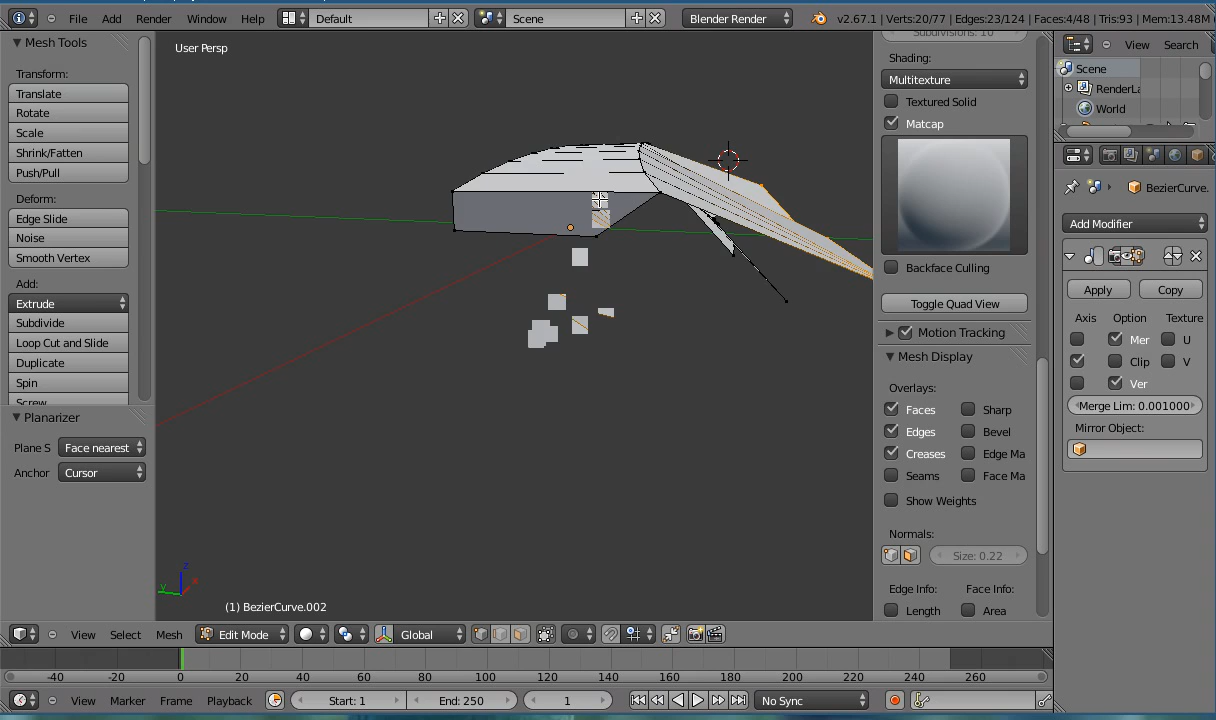 File Add Render Window Help Default Scene Blender Render v2.67.1 | Verts:20/77 | Edges:23/124 | Faces:4/48 | Tris:93 | Mem:13.48M
Mesh Tools
Transform:
Translate
Rotate
Scale
Shrink/Fatten
Push/Pull
Deform:
Edge Slide
Noise
Smooth Vertex
Add:
Extrude
Subdivide
Loop Cut and Slide
Duplicate
Spin
Screw
Planarizer
Plane S Face nearest
Anchor Cursor
User Persp
z
y x
(1) BezierCurve.002
Subdivisions: 10
Shading:
Multitexture
Textured Solid
Matcap
Backface Culling
Toggle Quad View
Motion Tracking
Mesh Display
Overlays:
Faces Sharp
Edges Bevel
Creases Edge Ma
Seams Face Ma
Show Weights
Normals:
Size: 0.22
Edge Info: Face Info:
Length Area
View Search
Scene
RenderLa
World
BezierCurve.
Add Modifier
Apply Copy
Axis Option Texture
Mer U
Clip V
Ver
Merge Lim: 0.001000
Mirror Object:
View Select Mesh Edit Mode Global
-40 -20 0 20 40 60 80 100 120 140 160 180 200 220 240 260
View Marker Frame Playback Start: 1 End: 250 1 No Sync